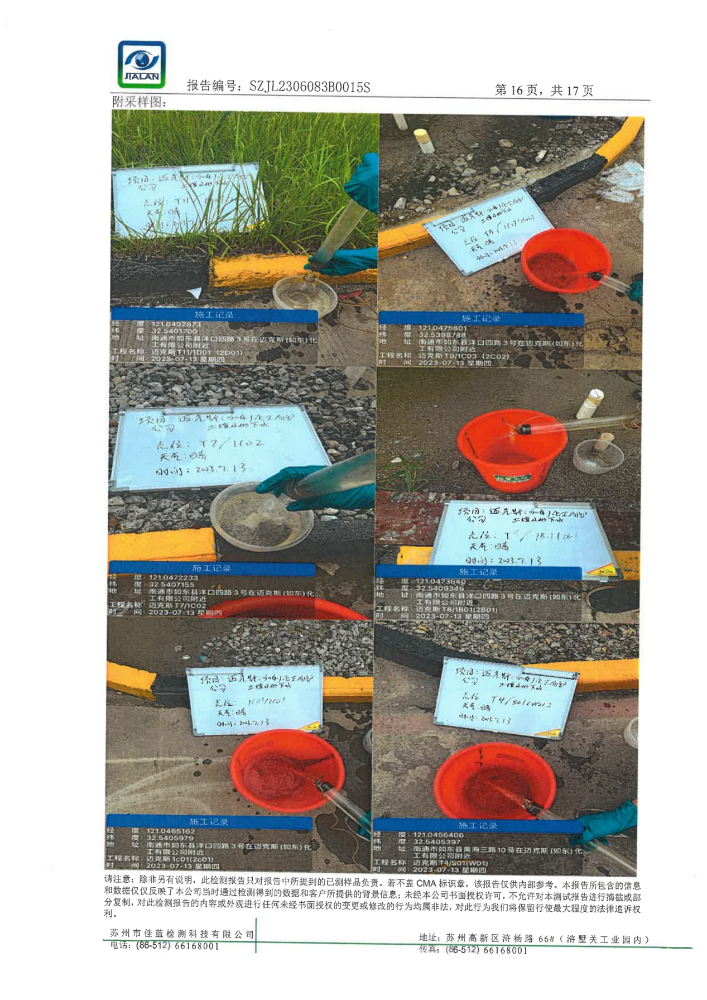 JIALAN
报告编号：SZJL2306083B0015S
第 16 页，共 17 页
附采样图：
项目：迈克斯(如东)化工有限
公司 土壤及地下水
点位：T11/
天气：晴
施工记录
经 度：121.0492873
纬 度：32.5401700
地 址：南通市如东县洋口四路3号在迈克斯(如东)化
工有限公司附近
工程名称：迈克斯T11/1D01（2D01）
时 间：2023-07-13 星期四
项目：迈克斯(如东)化工有限
公司 土壤及地下水
点位 T9/1C03(2C02)
天气：晴
时间：2023.7.13
施工记录
经 度：121.0475801
纬 度：32.5398788
地 址：南通市如东县洋口四路3号在迈克斯(如东)化
工有限公司附近
工程名称：迈克斯T9/1C03（2C02）
时 间：2023-07-13 星期四
项目：迈克斯(如东)化工有限
公司 土壤及地下水
点位：T7/1C02
天气：晴
时间：2023.7.13
施工记录
经 度：121.0472233
纬 度：32.5407155
地 址：南通市如东县洋口四路3号在迈克斯(如东)化
工有限公司附近
工程名称：迈克斯T7/1C02
时 间：2023-07-13 星期四
项目：迈克斯(如东)化工有限
公司 土壤及地下水
点位：T
天气：晴
时间：2023.7.13
施工记录
经 度：121.0473640
纬 度：32.5409346
地 址：南通市如东县洋口四路3号在迈克斯(如东)化
工有限公司附近
工程名称：迈克斯T8/1B01(2B01)
时 间：2023-07-13 星期四
项目：迈克斯(如东)化工有限
公司 土壤及地下水
点位：1C01/2C01
天气：晴
时间：2023.7.13
施工记录
经 度：121.0465162
纬 度：32.5405979
地 址：南通市如东县洋口四路3号在迈克斯(如东)化
工有限公司附近
工程名称：迈克斯1c01(2c01)
时 间：2023-07-13 星期四
项目：迈克斯(如东)化工有限
公司 土壤及地下水
点位 T4/S01(W01)
天气：晴
时间：2023.7.13
施工记录
经 度：121.0456406
纬 度：32.5405397
地 址：南通市如东县黄海三路10号在迈克斯(如东)化
工有限公司附近
工程名称：迈克斯T4/S01(W01)
时 间：2023-07-13 星期四
请注意：除非另有说明，此检测报告只对报告中所提到的已测样品负责。若不盖 CMA 标识章，该报告仅供内部参考。本报告所包含的信息
和数据仅仅反映了本公司当时通过检测得到的数据和客户所提供的背景信息；未经本公司书面授权许可，不允许对本测试报告进行摘截或部
分复制，对此检测报告的内容或外观进行任何未经书面授权的变更或修改的行为均属非法，对此行为我们将保留行使最大程度的法律追诉权
利。
苏州市佳蓝检测科技有限公司
电话：(86-512) 66168001
地址：苏州高新区浒杨路 66#（浒墅关工业园内）
传真：(86-512) 66168001